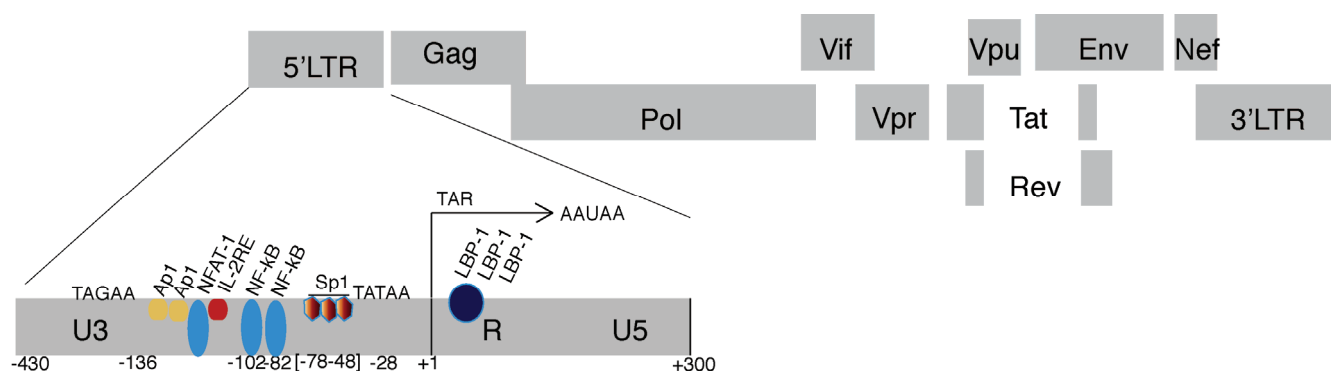 5'LTR
Gag
Vif
Vpu
Env
Nef
Pol
Vpr
Tat
3'LTR
Rev
TAR
AAUAA
TAGAA
Ap1
Ap1
NFAT-1
IL-2RE
NF-kB
NF-kB
Sp1
TATAA
LBP-1
LBP-1
LBP-1
U3
R
U5
-430
-136
-102
-82
[-78-48]
-28
+1
+300